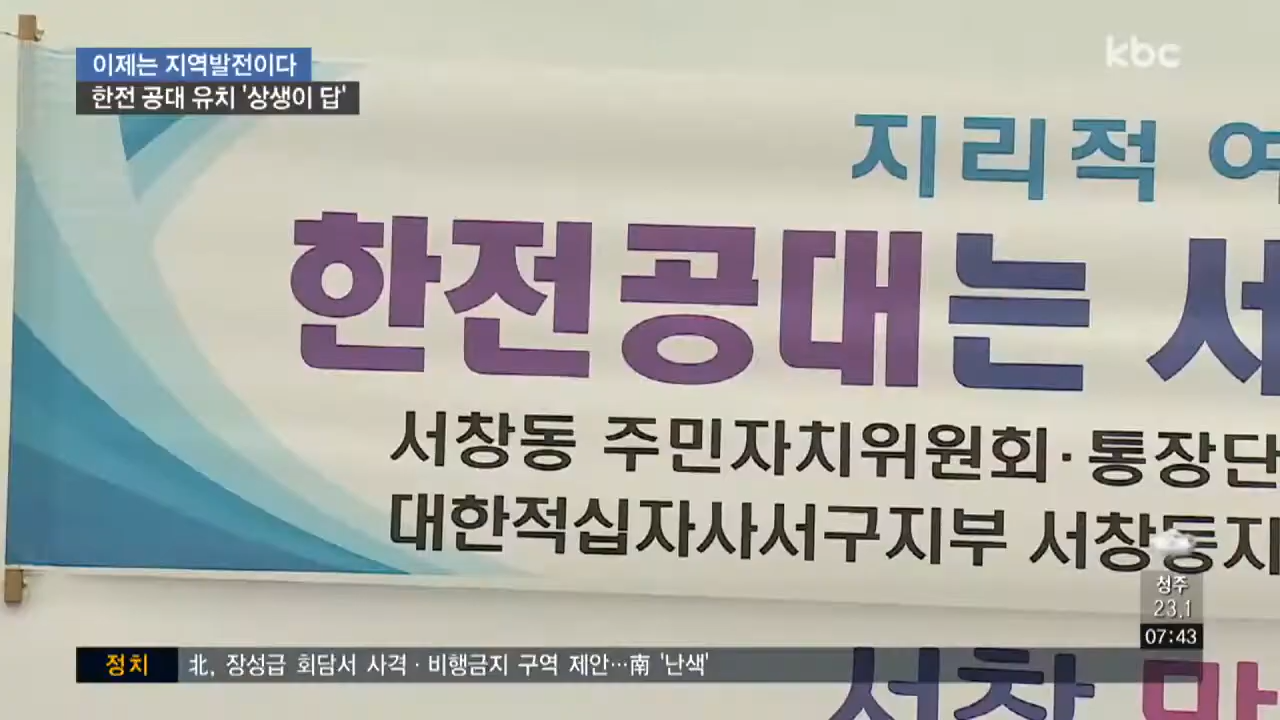 이제는 지역발전이다
한전 공대 유치 '상생이 답'
kbc
지리적 여
한전공대는 서
서창동 주민자치위원회·통장단
대한적십자사서구지부 서창동지
청주
23.1
07:43
정치 北, 장성급 회담서 사격·비행금지 구역 제안…南 '난색'
서창